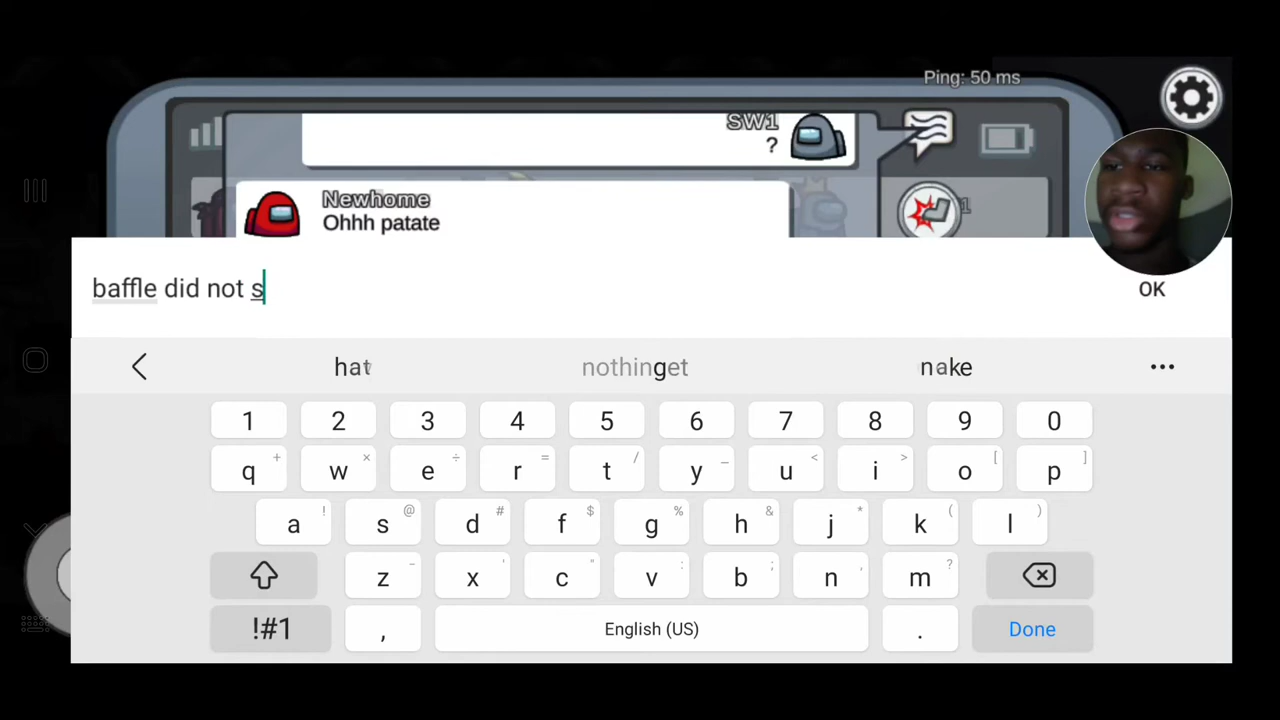 Ping: 50 ms
SW1
?
1
Newhome
Ohhh patate
baffle did not s
OK
hat
nothinget
nake
1 2 3 4 5 6 7 8 9 0
q + w × e ÷ r = t / y _ u < i > o [ p ]
a ! s @ d # f $ g % h & j * k ( l )
z - x ' c " v : b ; n , m ?
!#1 , English (US) . Done